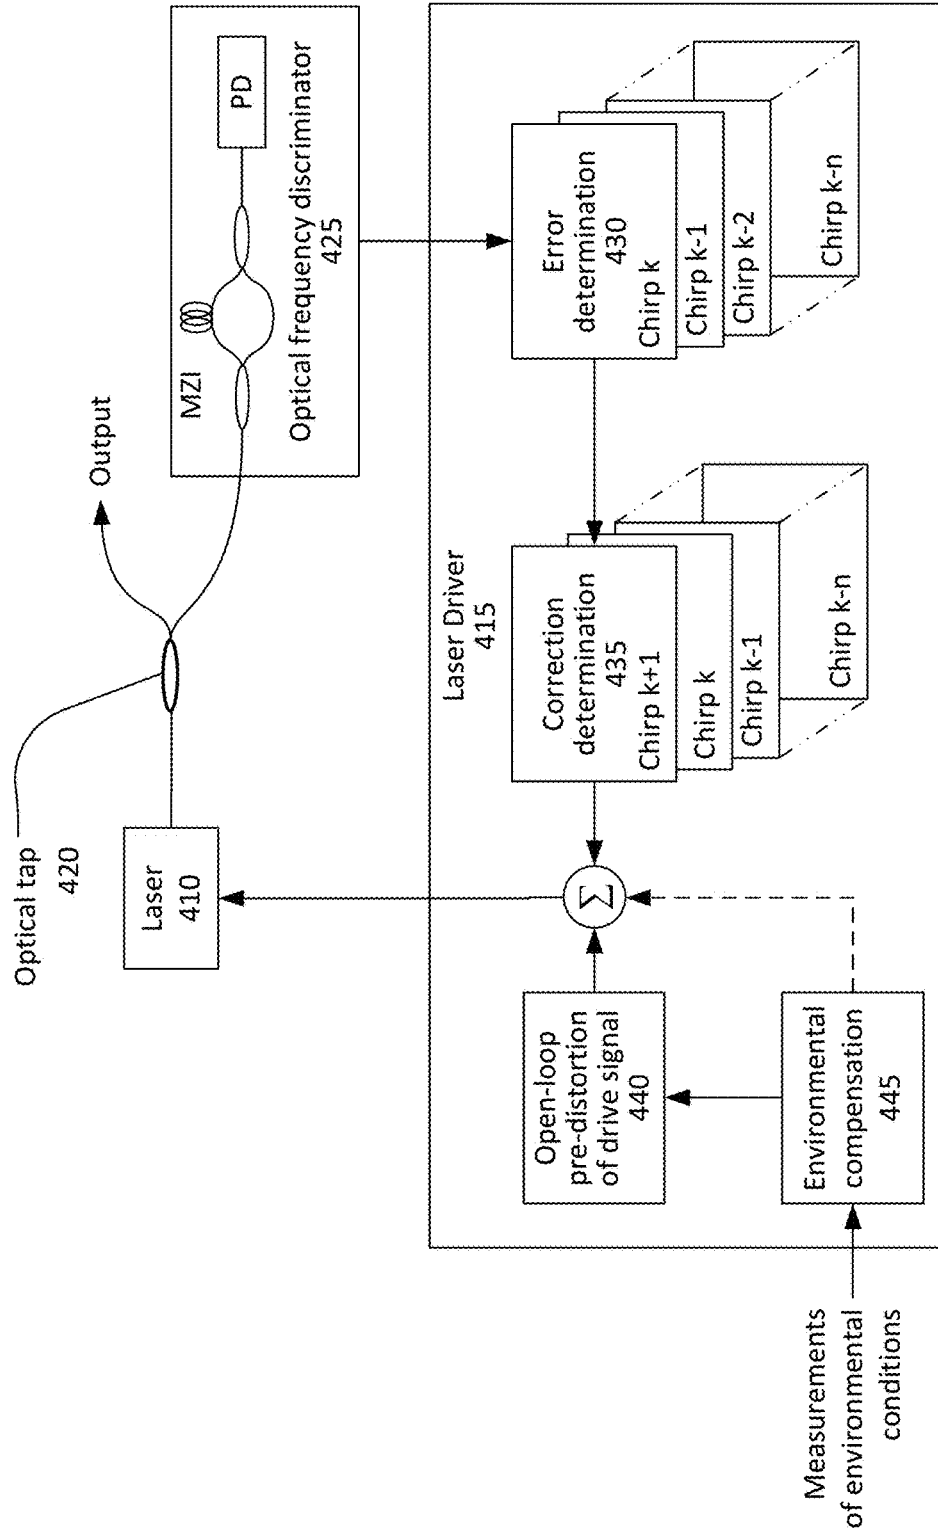 Optical tap
420
Laser
410
Output
MZI
PD
Optical frequency discriminator
425
Laser Driver
415
Open-loop
pre-distortion
of drive signal
440
Σ
Correction
determination
435
Chirp k+1
Chirp k
Chirp k-1
Chirp k-n
Error
determination
430
Chirp k
Chirp k-1
Chirp k-2
Chirp k-n
Measurements
of environmental
conditions
Environmental
compensation
445